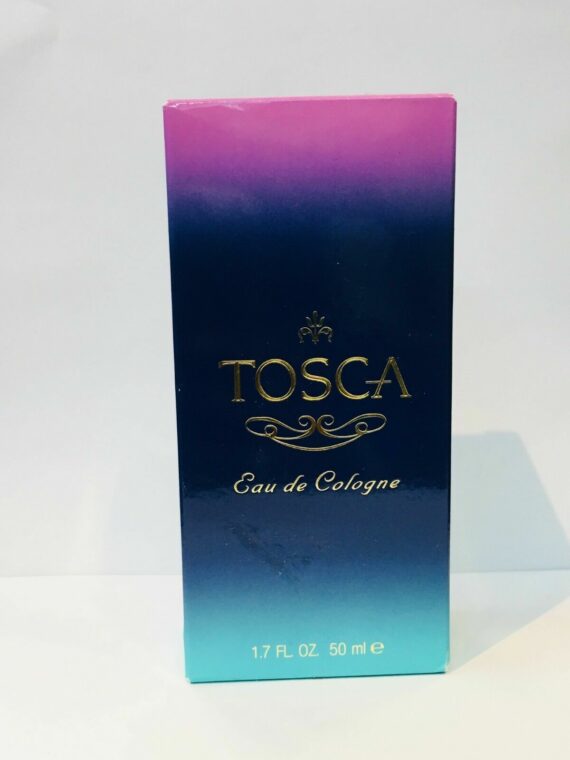 TOSCA
Eau de Cologne
1.7 FL. OZ. 50 ml ℮